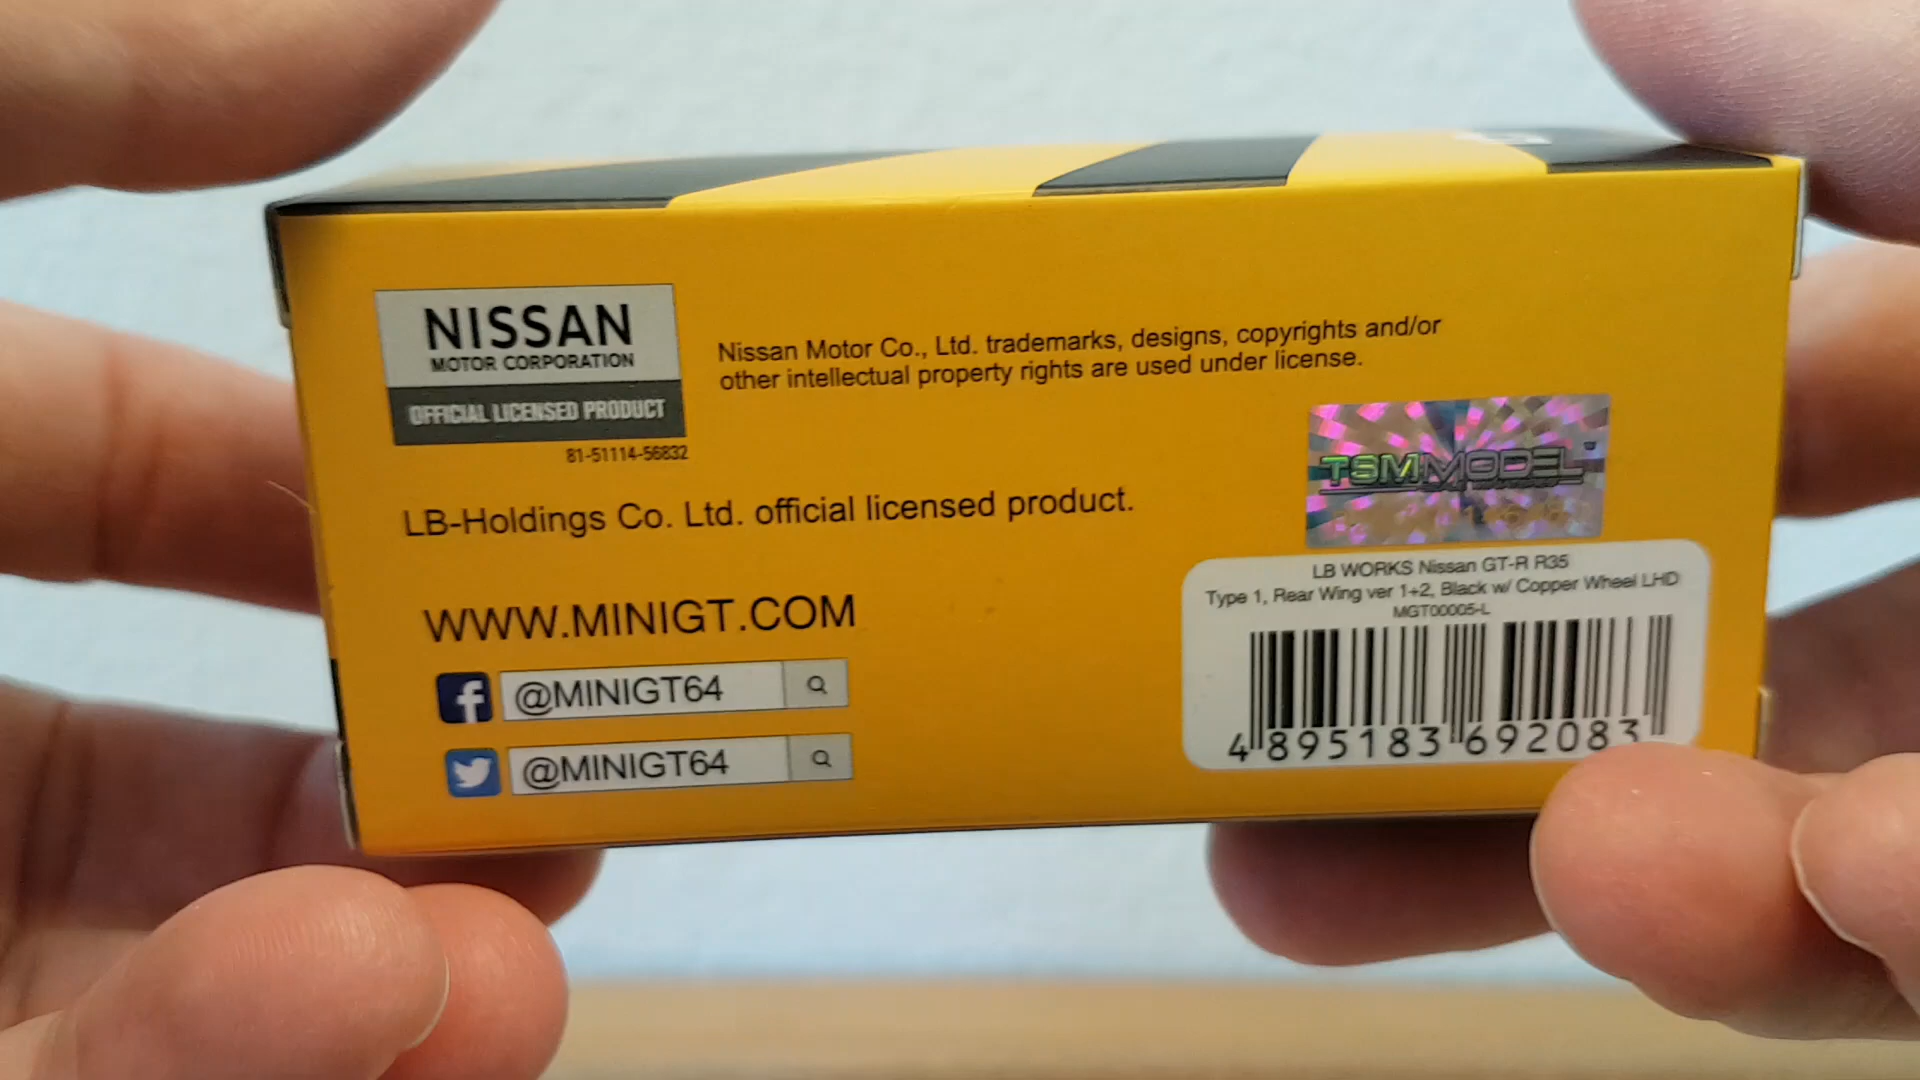 NISSAN
MOTOR CORPORATION
OFFICIAL LICENSED PRODUCT
81-51114-56832
Nissan Motor Co., Ltd. trademarks, designs, copyrights and/or
other intellectual property rights are used under license.
LB-Holdings Co. Ltd. official licensed product.
TSMMODEL
WWW.MINIGT.COM
@MINIGT64
@MINIGT64
LB WORKS Nissan GT-R R35
Type 1, Rear Wing ver 1+2, Black w/ Copper Wheel LHD
MGT00005-L
4 895183 692083